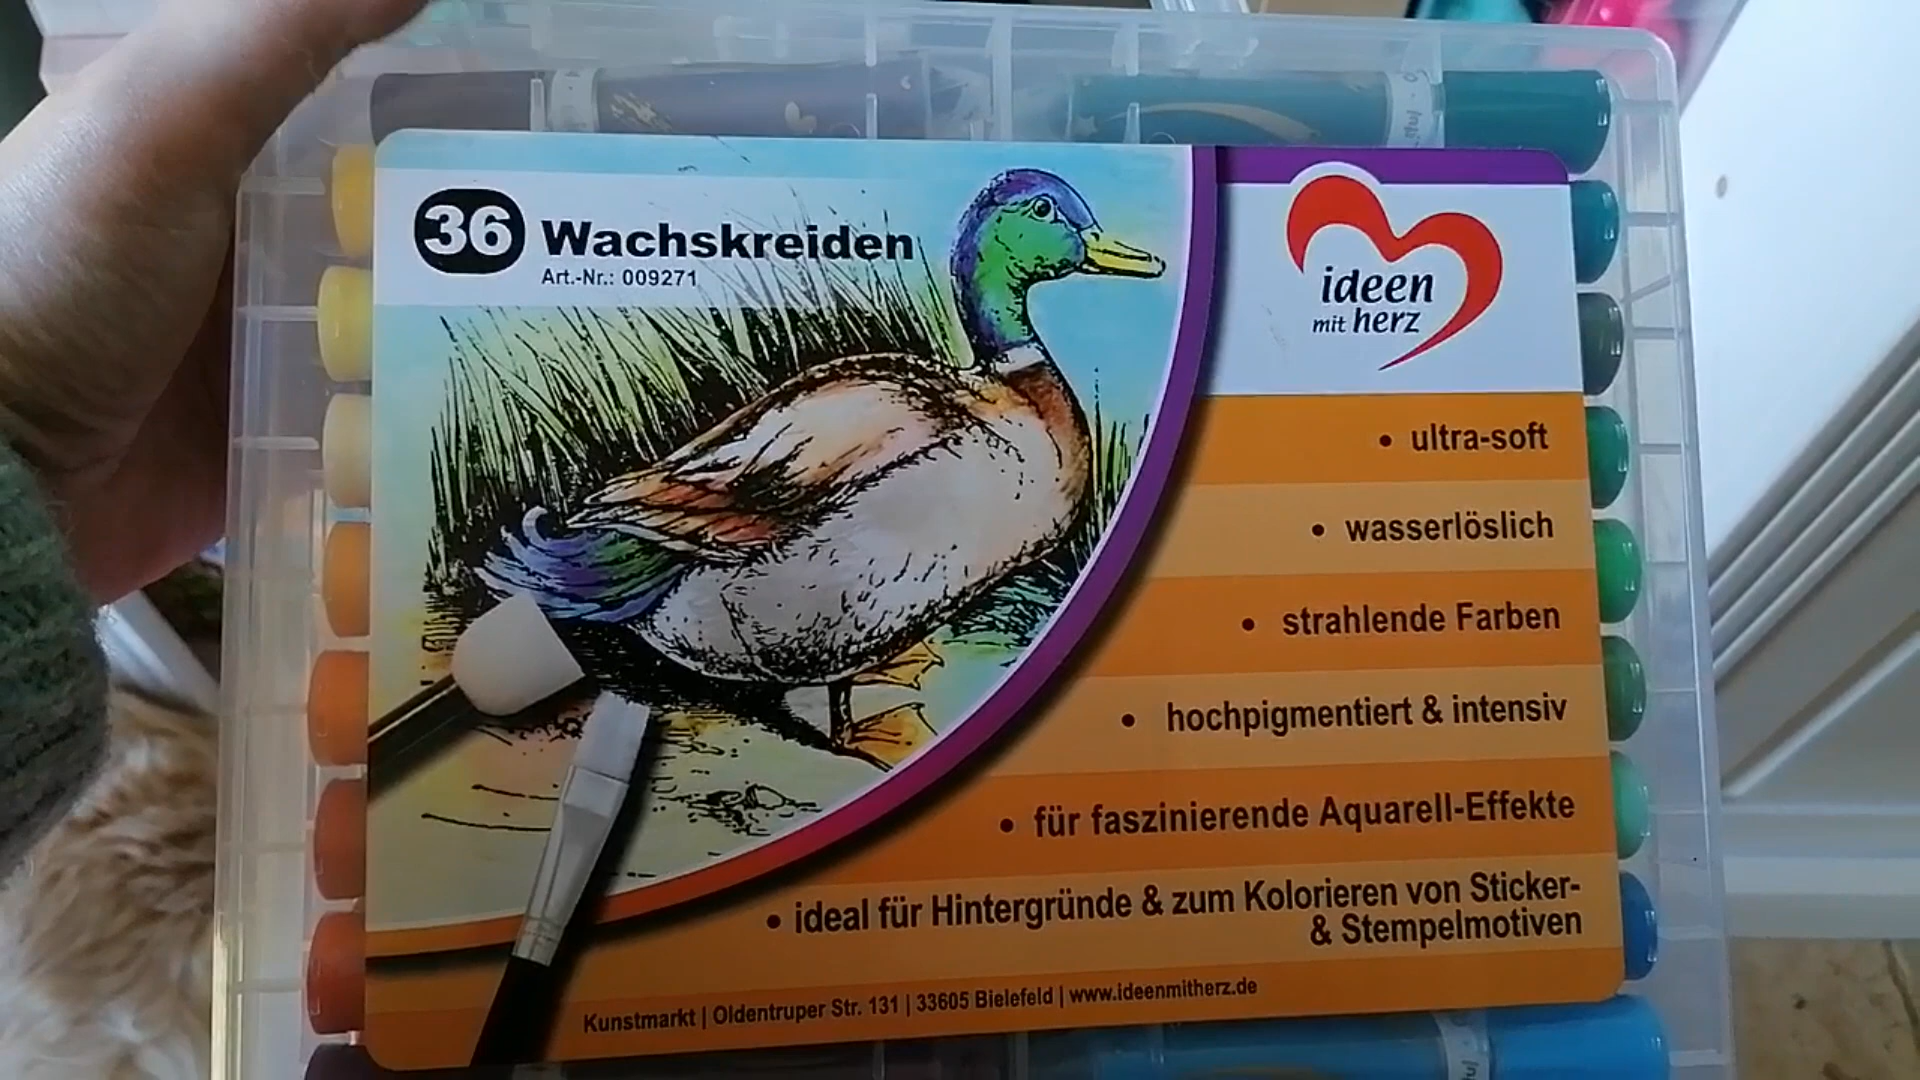 36 Wachskreiden
Art.-Nr.: 009271
ideen
mit herz
• ultra-soft
• wasserlöslich
• strahlende Farben
• hochpigmentiert & intensiv
• für faszinierende Aquarell-Effekte
• ideal für Hintergründe & zum Kolorieren von Sticker-
& Stempelmotiven
Kunstmarkt | Oldentruper Str. 131 | 33605 Bielefeld | www.ideenmitherz.de